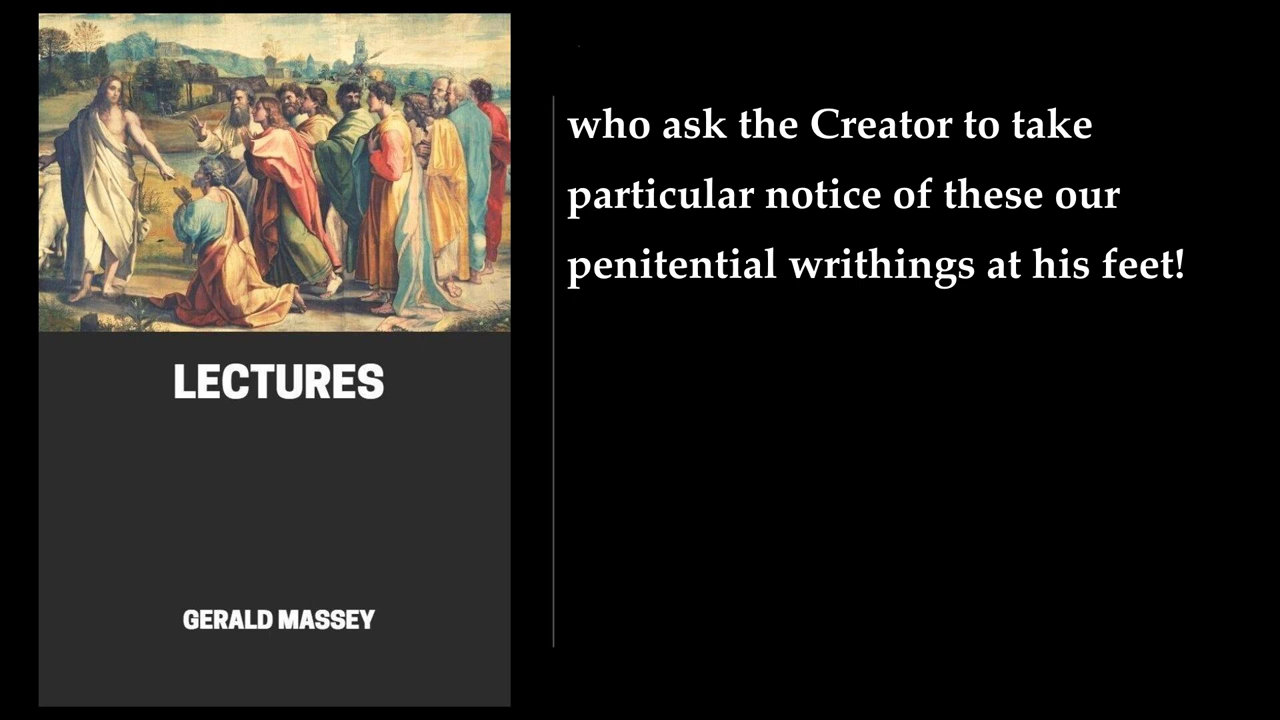 LECTURES
GERALD MASSEY
who ask the Creator to take
particular notice of these our
penitential writhings at his feet!